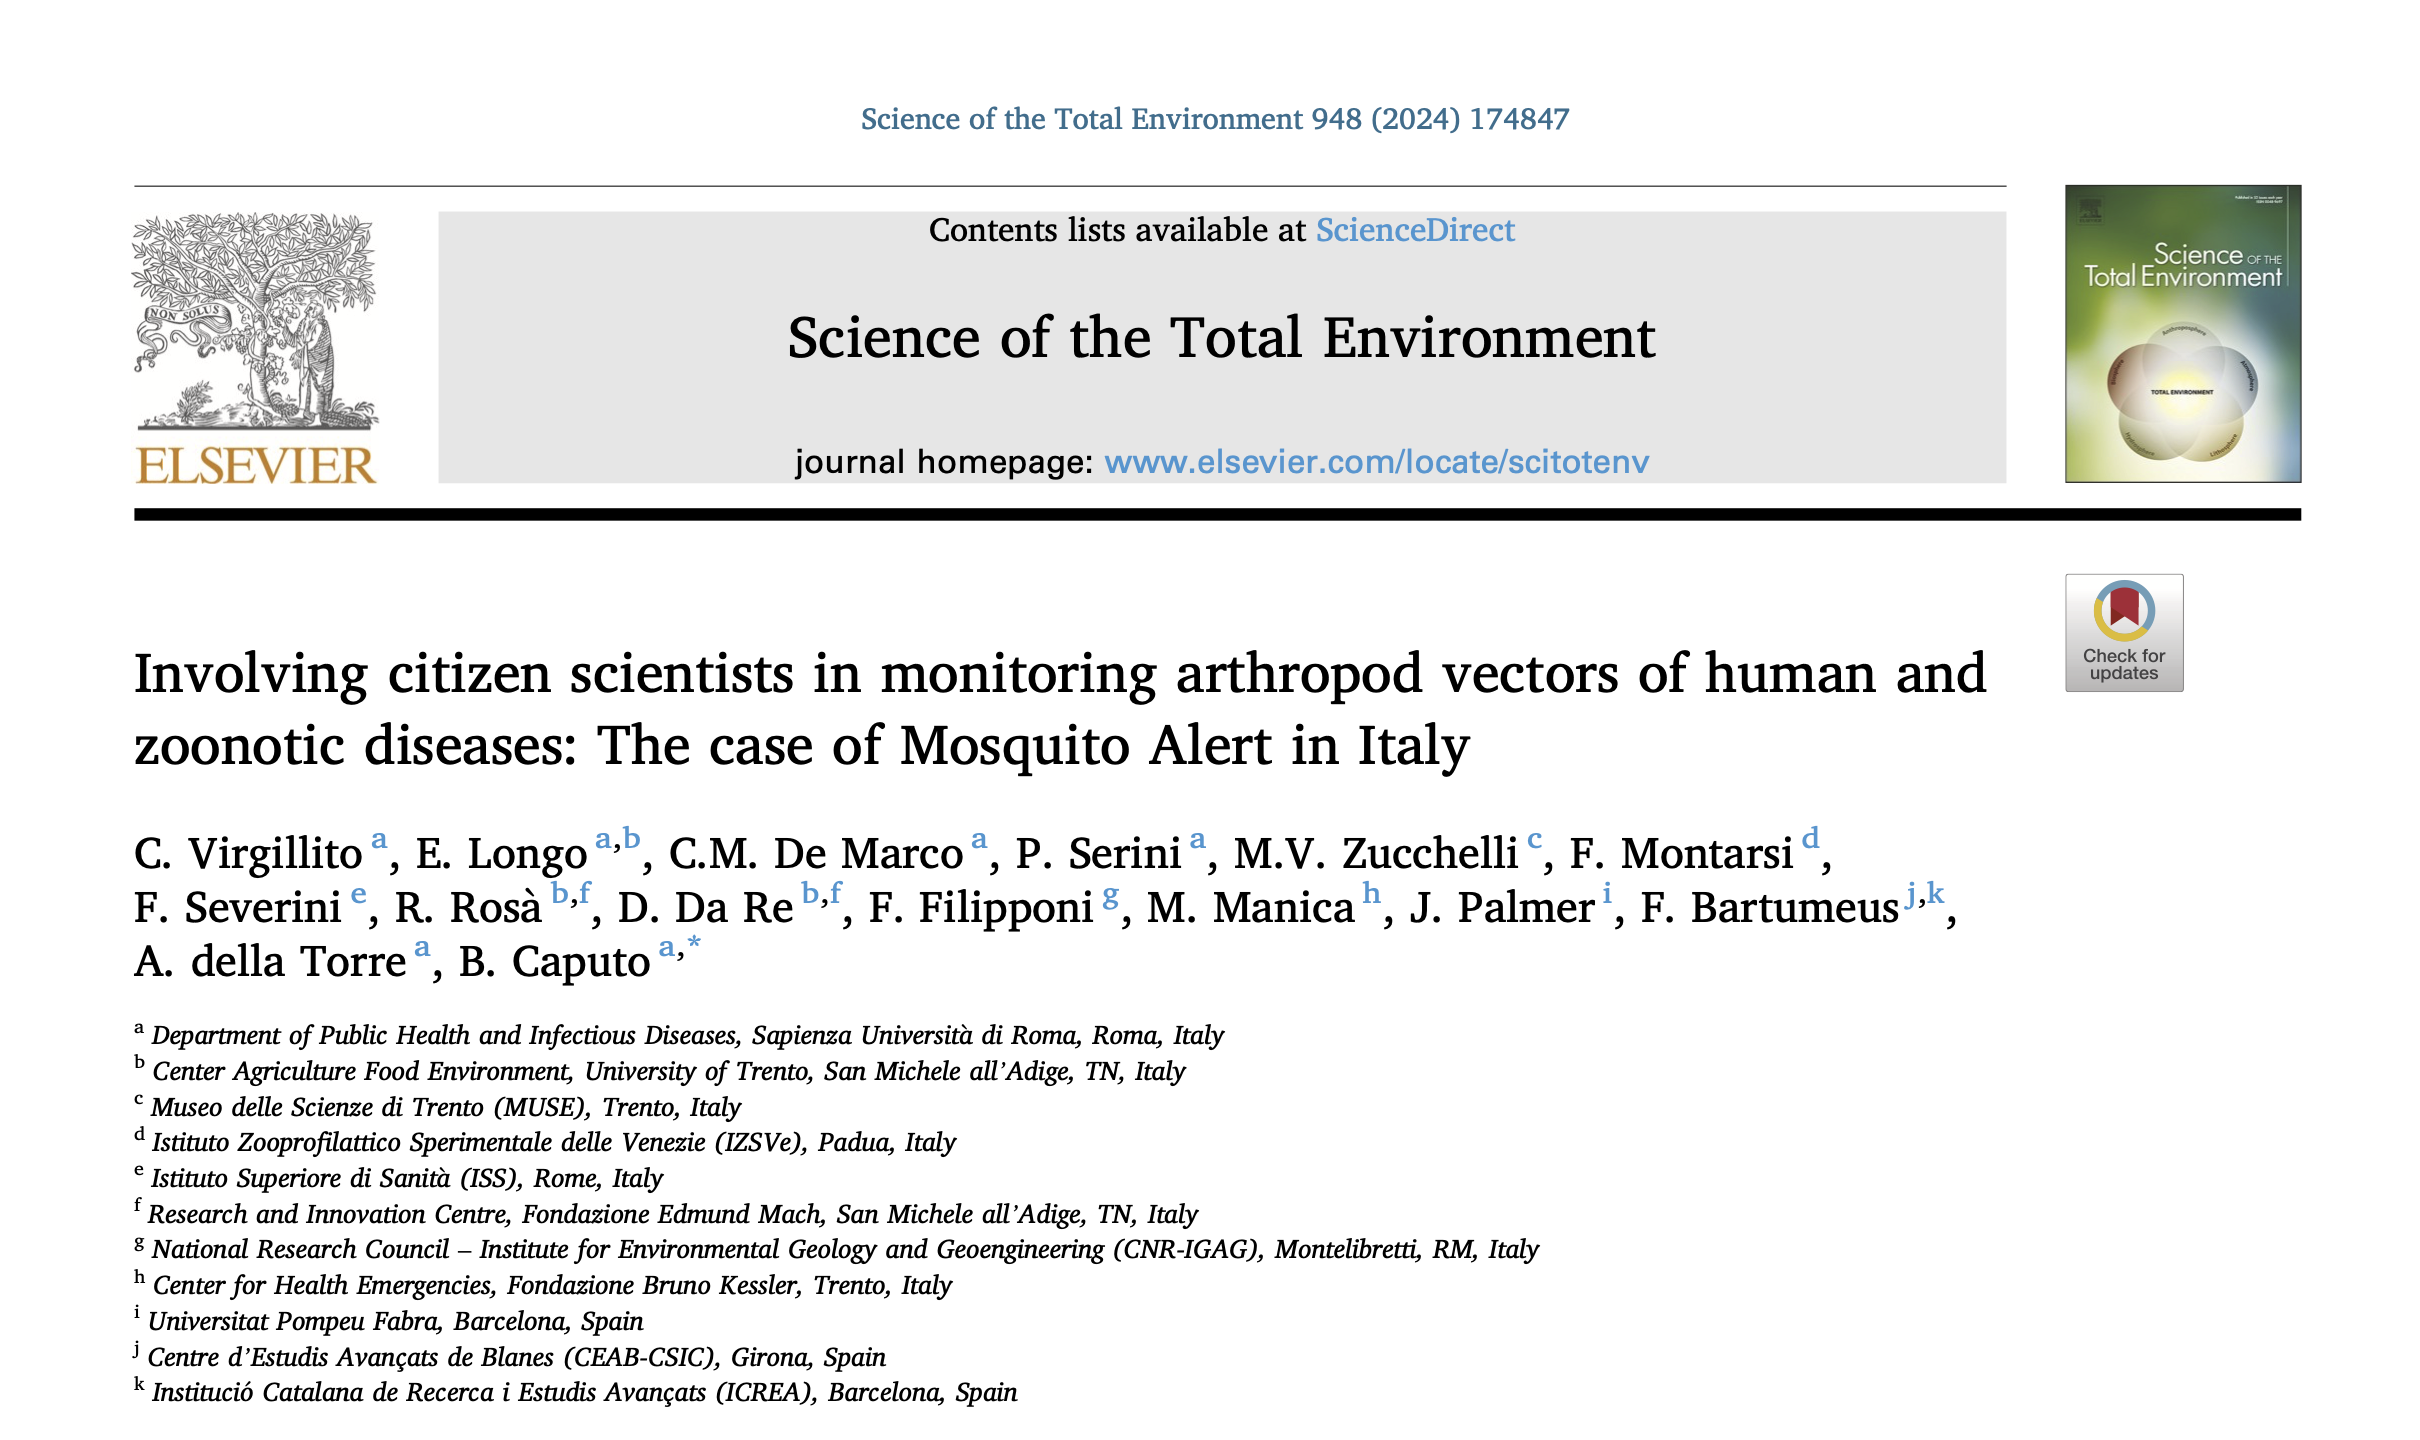 Science of the Total Environment 948 (2024) 174847
Contents lists available at ScienceDirect
Science of the Total Environment
journal homepage: www.elsevier.com/locate/scitotenv
NON SOLUS
ELSEVIER
Science OF THE
Total Environment
Anthroposphere
Atmosphere
TOTAL ENVIRONMENT
Hydrosphere
Lithosphere
Check for
updates
Involving citizen scientists in monitoring arthropod vectors of human and
zoonotic diseases: The case of Mosquito Alert in Italy
C. Virgillito a, E. Longo a,b, C.M. De Marco a, P. Serini a, M.V. Zucchelli c, F. Montarsi d,
F. Severini e, R. Rosà b,f, D. Da Re b,f, F. Filipponi g, M. Manica h, J. Palmer i, F. Bartumeus j,k,
A. della Torre a, B. Caputo a,*
a Department of Public Health and Infectious Diseases, Sapienza Università di Roma, Roma, Italy
b Center Agriculture Food Environment, University of Trento, San Michele all’Adige, TN, Italy
c Museo delle Scienze di Trento (MUSE), Trento, Italy
d Istituto Zooprofilattico Sperimentale delle Venezie (IZSVe), Padua, Italy
e Istituto Superiore di Sanità (ISS), Rome, Italy
f Research and Innovation Centre, Fondazione Edmund Mach, San Michele all’Adige, TN, Italy
g National Research Council – Institute for Environmental Geology and Geoengineering (CNR-IGAG), Montelibretti, RM, Italy
h Center for Health Emergencies, Fondazione Bruno Kessler, Trento, Italy
i Universitat Pompeu Fabra, Barcelona, Spain
j Centre d’Estudis Avançats de Blanes (CEAB-CSIC), Girona, Spain
k Institució Catalana de Recerca i Estudis Avançats (ICREA), Barcelona, Spain